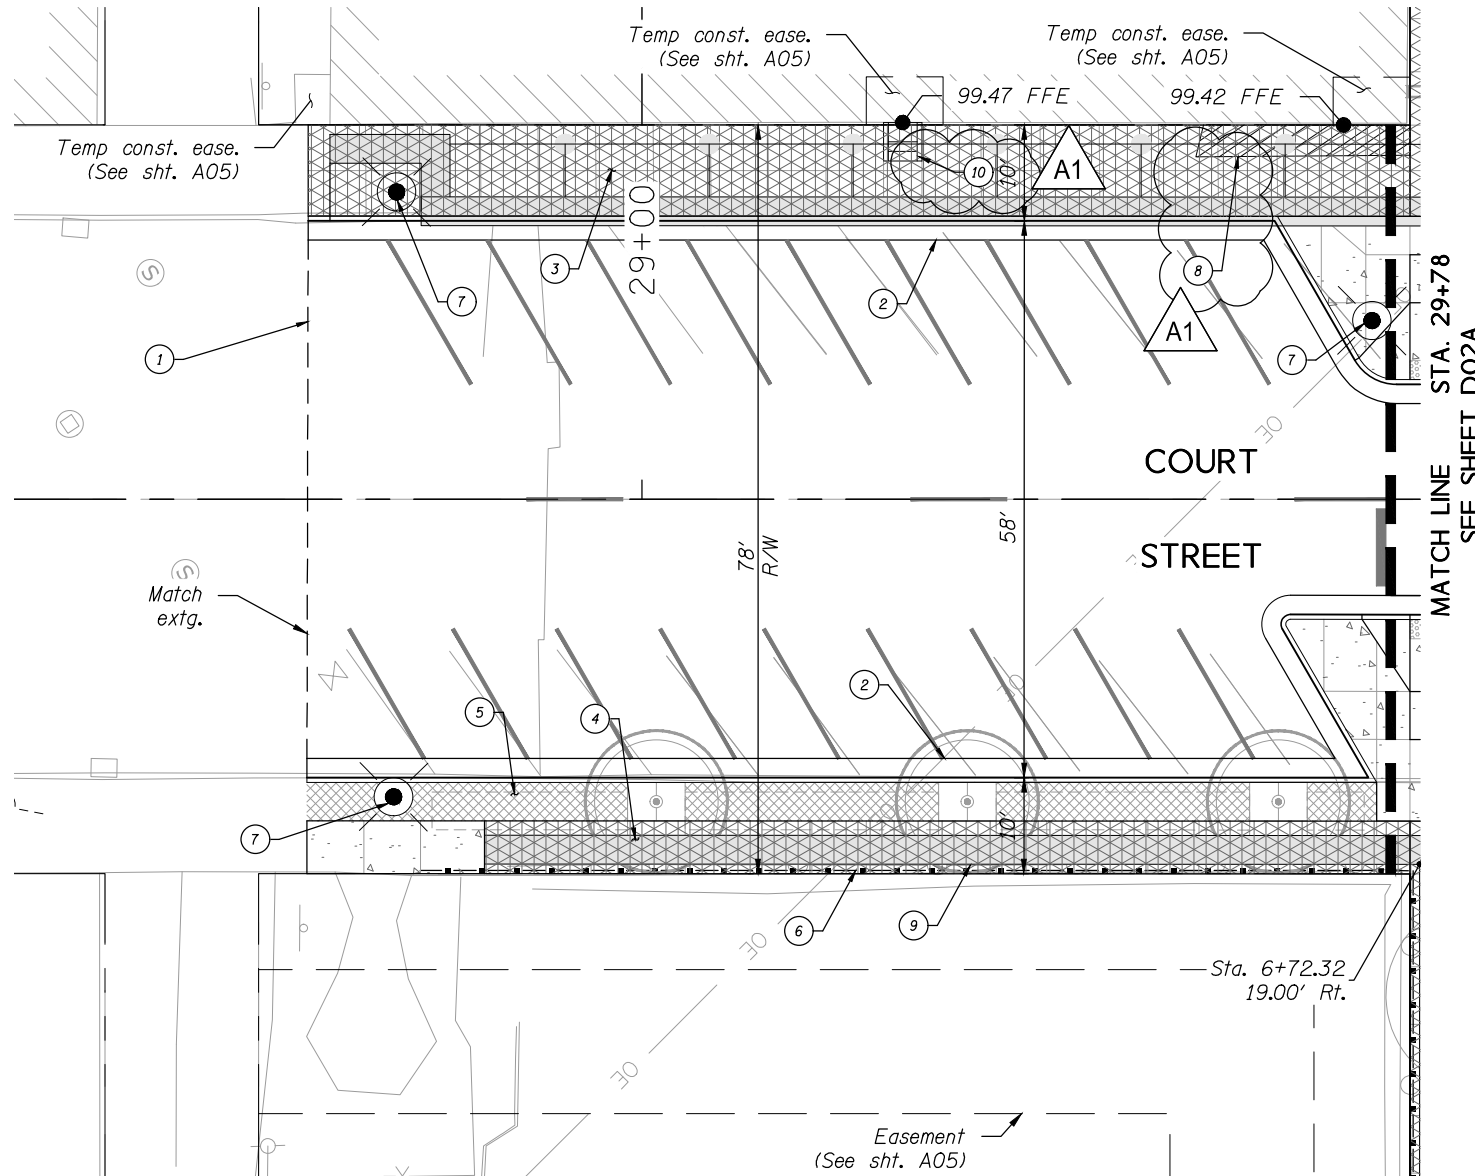 Temp const. ease.
(See sht. A05)
Temp const. ease.
(See sht. A05)
99.47 FFE
99.42 FFE
Temp const. ease.
(See sht. A05)
10
10'
A1
29+00
3
7
2
8
A1
7
1
COURT
STREET
58'
78'
R/W
OE
MATCH LINE STA. 29+78
SEE SHEET D02A
S
S
Match
extg.
2
5
4
7
10'
6
9
OE
Sta. 6+72.32
19.00' Rt.
OE
Easement
(See sht. A05)